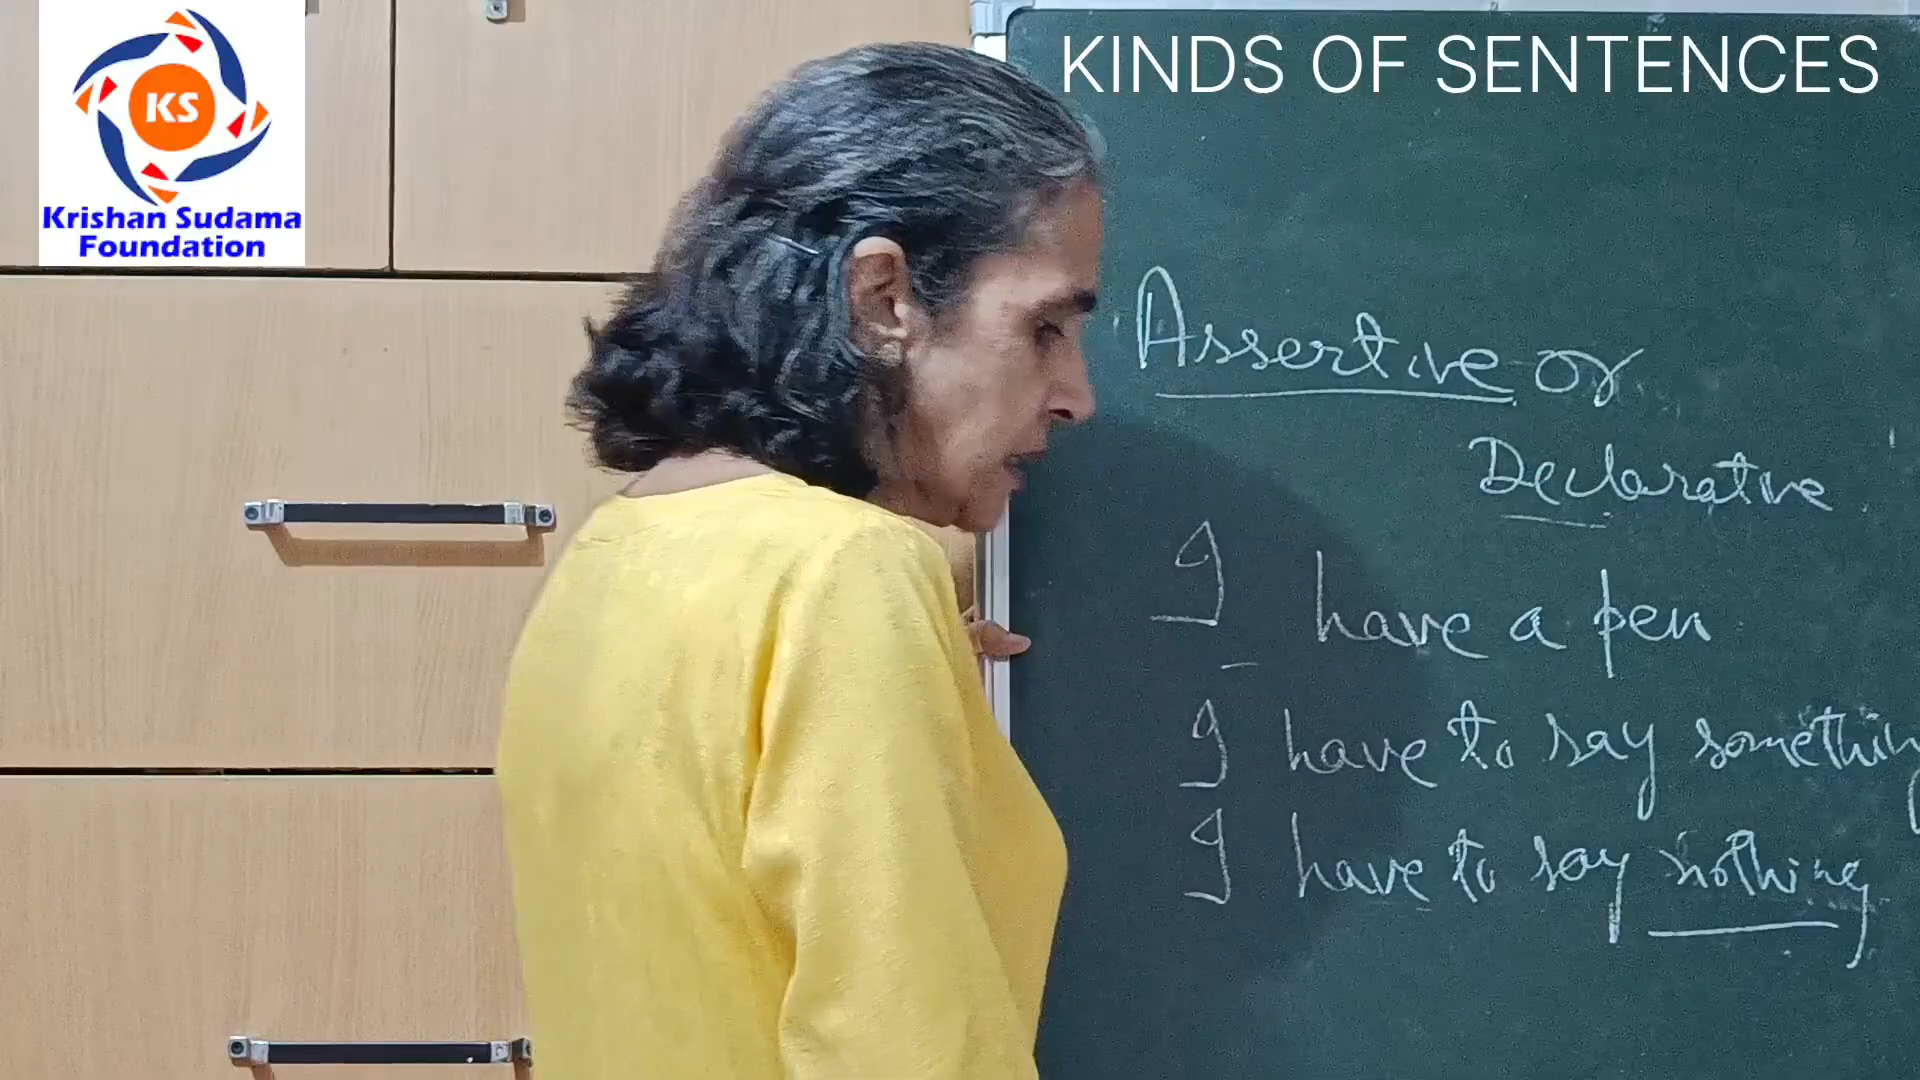 KS
Krishan Sudama
Foundation
KINDS OF SENTENCES
Assertive or
Declarative
I have a pen
I have to say something
I have to say nothing